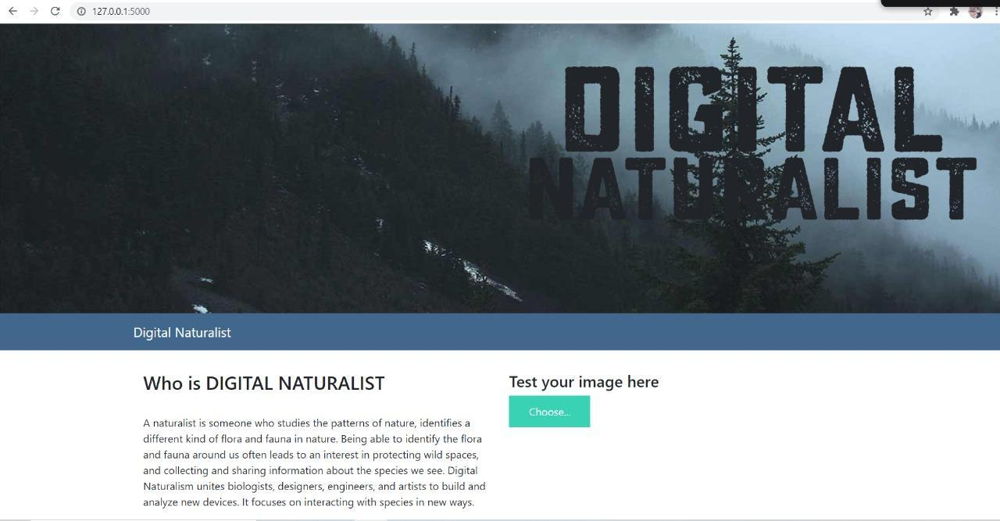 127.0.0.1:5000
DIGITAL
NATURALIST
Digital Naturalist
Who is DIGITAL NATURALIST
A naturalist is someone who studies the patterns of nature, identifies a
different kind of flora and fauna in nature. Being able to identify the flora
and fauna around us often leads to an interest in protecting wild spaces,
and collecting and sharing information about the species we see. Digital
Naturalism unites biologists, designers, engineers, and artists to build and
analyze new devices. It focuses on interacting with species in new ways.
Test your image here
Choose...